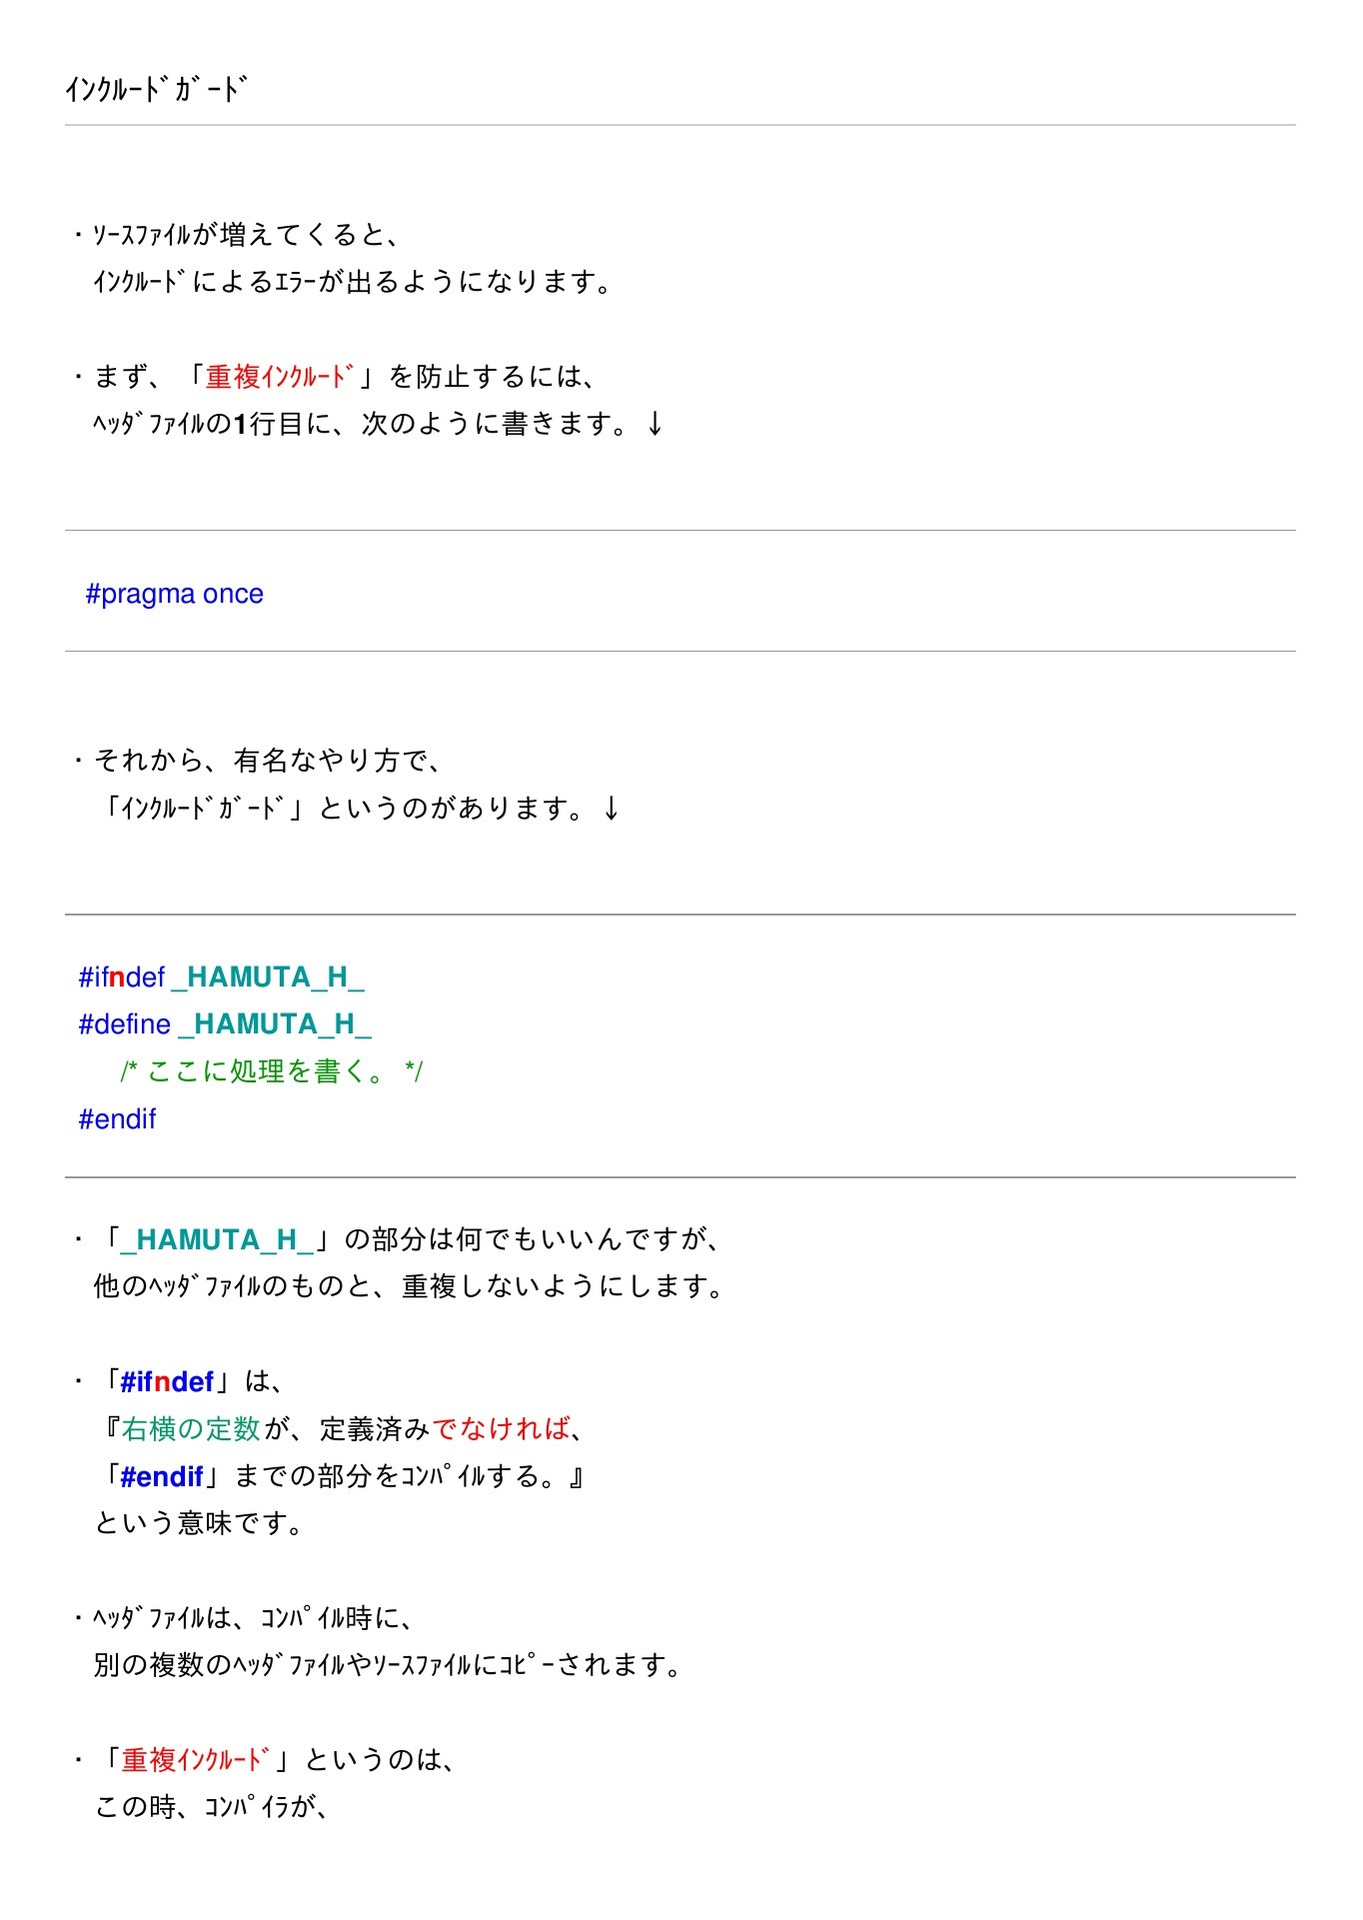 ｲﾝｸﾙｰﾄﾞｶﾞｰﾄﾞ
・ｿｰｽﾌｧｲﾙが増えてくると、
ｲﾝｸﾙｰﾄﾞによるｴﾗｰが出るようになります。
・まず、「重複ｲﾝｸﾙｰﾄﾞ」を防止するには、
ﾍｯﾀﾞﾌｧｲﾙの1行目に、次のように書きます。↓
#pragma once
・それから、有名なやり方で、
「ｲﾝｸﾙｰﾄﾞｶﾞｰﾄﾞ」というのがあります。↓
#ifndef _HAMUTA_H_
#define _HAMUTA_H_
/* ここに処理を書く。 */
#endif
・「_HAMUTA_H_」の部分は何でもいいんですが、
他のﾍｯﾀﾞﾌｧｲﾙのものと、重複しないようにします。
・「#ifndef」は、
『右横の定数が、定義済みでなければ、
「#endif」までの部分をｺﾝﾊﾟｲﾙする。』
という意味です。
・ﾍｯﾀﾞﾌｧｲﾙは、ｺﾝﾊﾟｲﾙ時に、
別の複数のﾍｯﾀﾞﾌｧｲﾙやｿｰｽﾌｧｲﾙにｺﾋﾟｰされます。
・「重複ｲﾝｸﾙｰﾄﾞ」というのは、
この時、ｺﾝﾊﾟｲﾗが、